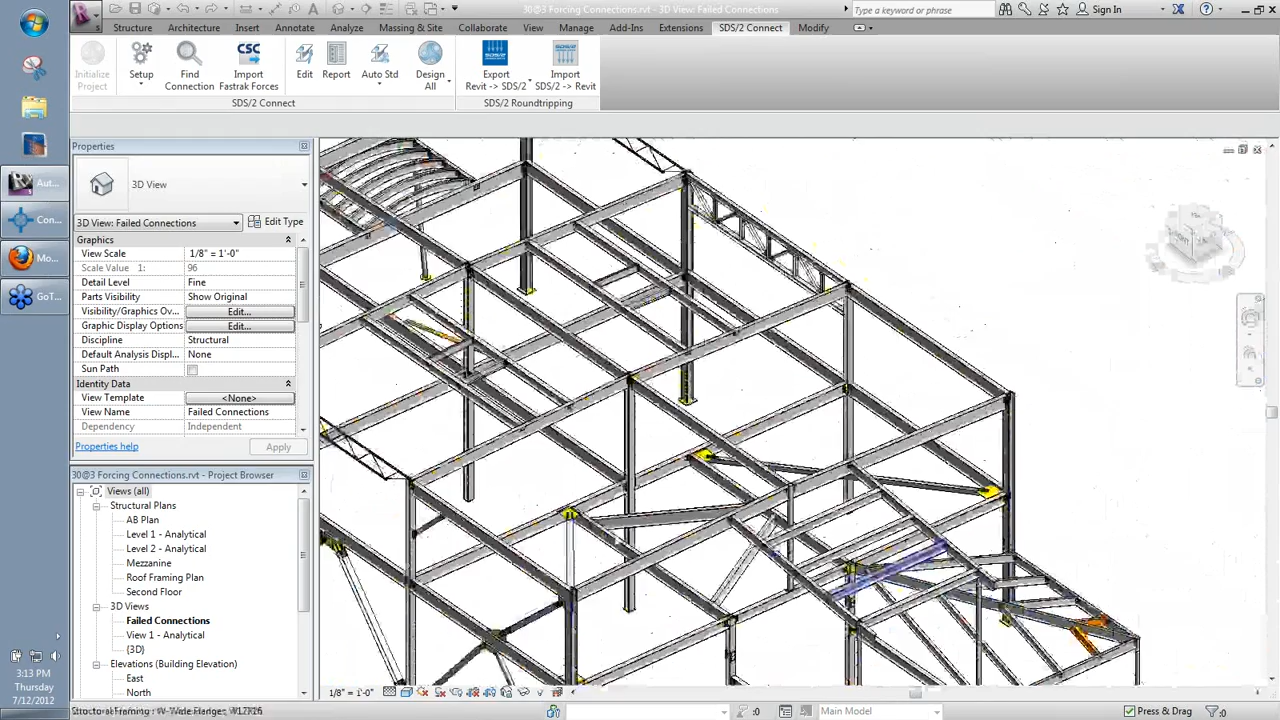 30@3 Forcing Connections.rvt - 3D View: Failed Connections
Type a keyword or phrase
Sign In
Structure Architecture Insert Annotate Analyze Massing & Site Collaborate View Manage Add-Ins Extensions SDS/2 Connect Modify
Initialize Project
Setup
Find Connection
CSC
Import Fastrak Forces
Edit
Report
Auto Std
Design All
Export Revit -> SDS/2
Import SDS/2 -> Revit
SDS/2 Connect
SDS/2 Roundtripping
Properties
3D View
3D View: Failed Connections
Edit Type
Graphics
View Scale 1/8" = 1'-0"
Scale Value 1: 96
Detail Level Fine
Parts Visibility Show Original
Visibility/Graphics Ov... Edit...
Graphic Display Options Edit...
Discipline Structural
Default Analysis Displ... None
Sun Path
Identity Data
View Template <None>
View Name Failed Connections
Dependency Independent
Properties help
Apply
30@3 Forcing Connections.rvt - Project Browser
Views (all)
Structural Plans
AB Plan
Level 1 - Analytical
Level 2 - Analytical
Mezzanine
Roof Framing Plan
Second Floor
3D Views
Failed Connections
View 1 - Analytical
{3D}
Elevations (Building Elevation)
East
North
Aut...
Con...
Mo...
GoT...
3:13 PM
Thursday
7/12/2012
1/8" = 1'-0"
:0
Main Model
Press & Drag
:0